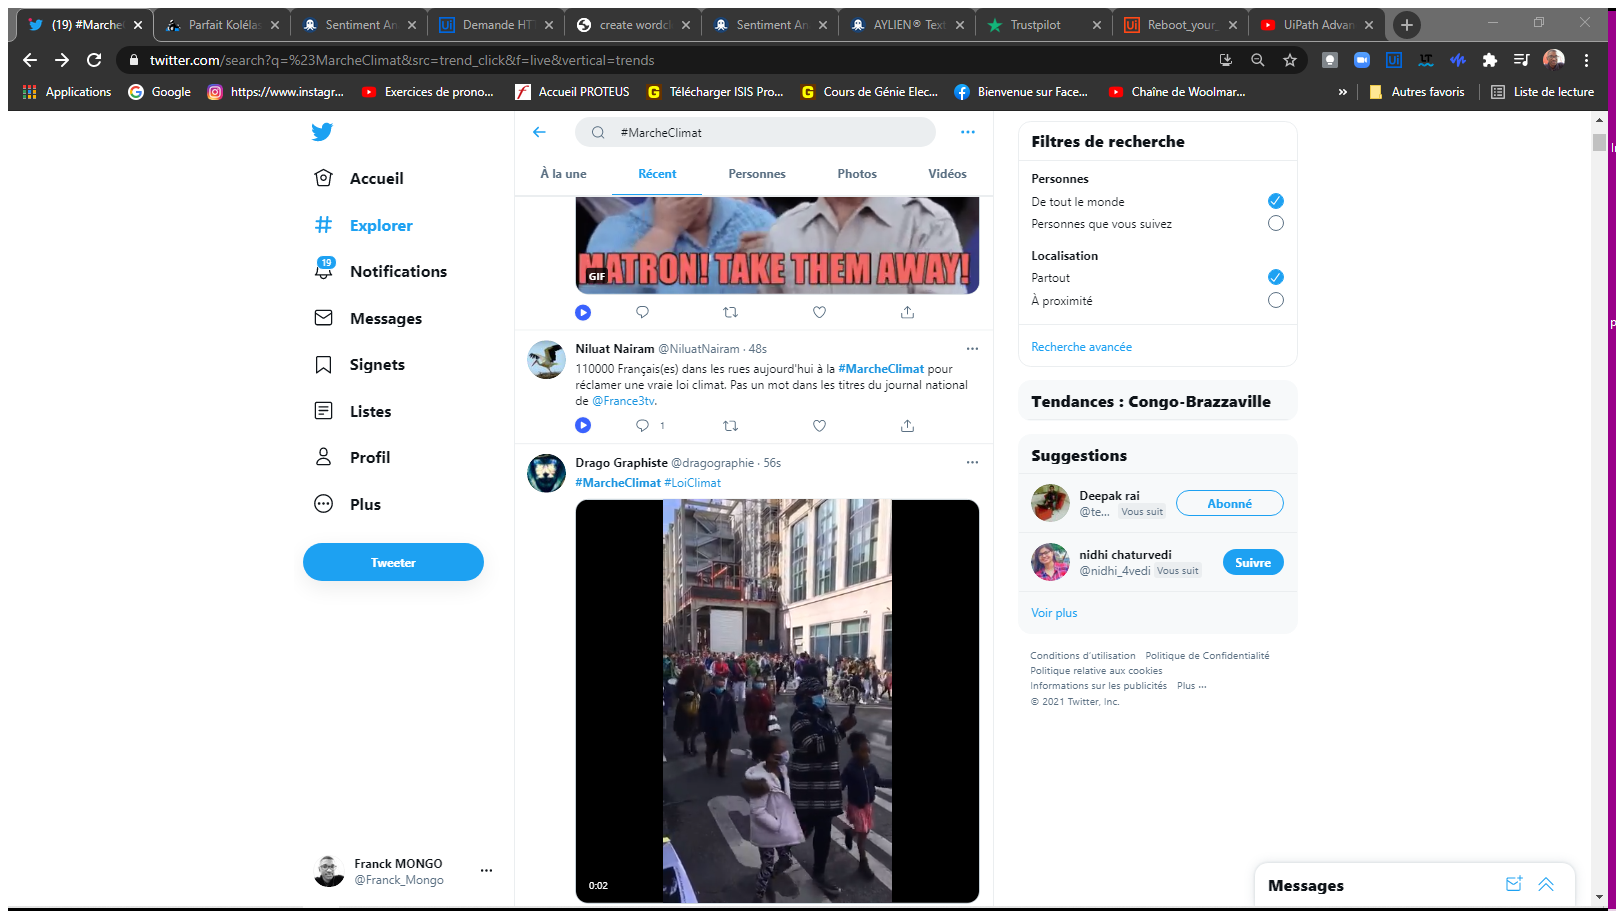 (19) #Marche
Parfait Kolélas
Sentiment An
Demande HT
create wordcl
Sentiment An
AYLIEN® Text
Trustpilot
Reboot_your_
UiPath Advan
twitter.com/search?q=%23MarcheClimat&src=trend_click&f=live&vertical=trends
Applications
Google
https://www.instagr...
Exercices de prono...
Accueil PROTEUS
Télécharger ISIS Pro...
Cours de Génie Elec...
Bienvenue sur Face...
Chaîne de Woolmar...
»
Autres favoris
Liste de lecture
Accueil
Explorer
19
Notifications
Messages
Signets
Listes
Profil
Plus
Tweeter
Franck MONGO
@Franck_Mongo
#MarcheClimat
À la une
Récent
Personnes
Photos
Vidéos
MATRON! TAKE THEM AWAY!
GIF
Niluat Nairam @NiluatNairam · 48s
110000 Français(es) dans les rues aujourd'hui à la #MarcheClimat pour
réclamer une vraie loi climat. Pas un mot dans les titres du journal national
de @France3tv.
1
Drago Graphiste @dragographie · 56s
#MarcheClimat #LoiClimat
0:02
Filtres de recherche
Personnes
De tout le monde
Personnes que vous suivez
Localisation
Partout
À proximité
Recherche avancée
Tendances : Congo-Brazzaville
Suggestions
Deepak rai
@te... Vous suit
Abonné
nidhi chaturvedi
@nidhi_4vedi Vous suit
Suivre
Voir plus
Conditions d'utilisation Politique de Confidentialité
Politique relative aux cookies
Informations sur les publicités Plus ···
© 2021 Twitter, Inc.
Messages